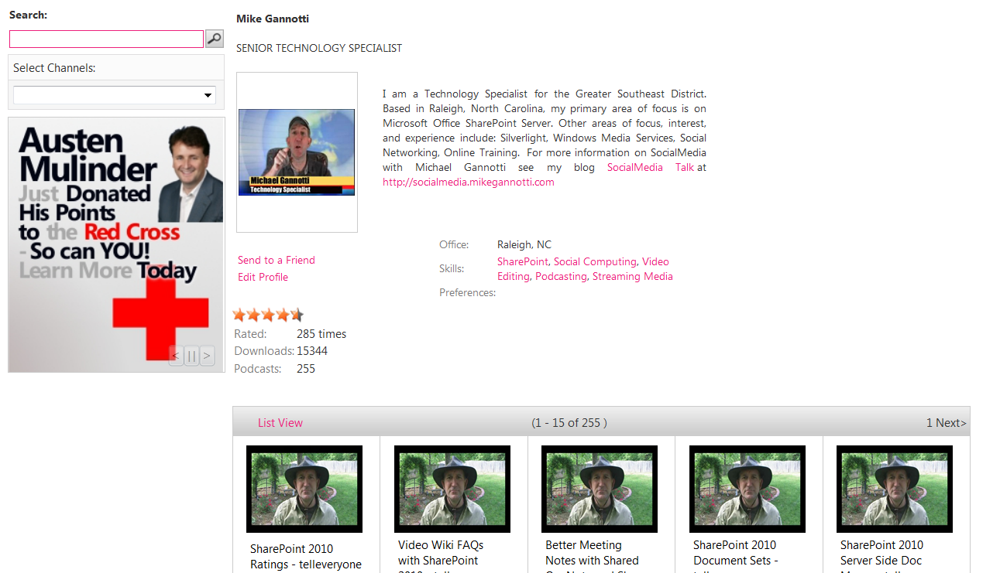 Search:
Select Channels:
Austen
Mulinder
Just Donated
His Points
to the Red Cross
- So can YOU!
Learn More Today
< || >
Mike Gannotti
SENIOR TECHNOLOGY SPECIALIST
Michael Gannotti
Technology Specialist
I am a Technology Specialist for the Greater Southeast District.
Based in Raleigh, North Carolina, my primary area of focus is on
Microsoft Office SharePoint Server. Other areas of focus, interest,
and experience include: Silverlight, Windows Media Services, Social
Networking, Online Training. For more information on SocialMedia
with Michael Gannotti see my blog SocialMedia Talk at
http://socialmedia.mikegannotti.com
Send to a Friend
Edit Profile
Office: Raleigh, NC
Skills: SharePoint, Social Computing, Video
Editing, Podcasting, Streaming Media
Preferences:
Rated: 285 times
Downloads: 15344
Podcasts: 255
List View (1 - 15 of 255 ) 1 Next>
SharePoint 2010
Ratings - telleveryone
Video Wiki FAQs
with SharePoint
Better Meeting
Notes with Shared
SharePoint 2010
Document Sets -
SharePoint 2010
Server Side Doc